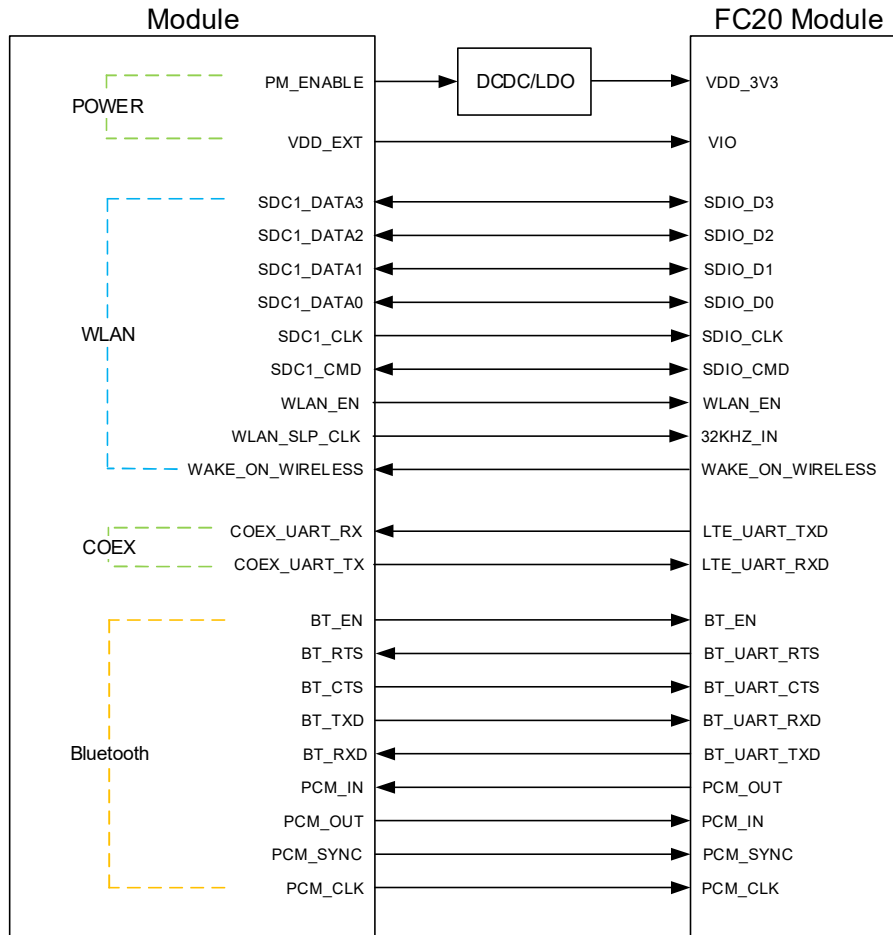 Module FC20 Module
PM_ENABLE DCDC/LDO VDD_3V3
POWER
VDD_EXT VIO
SDC1_DATA3 SDIO_D3
SDC1_DATA2 SDIO_D2
SDC1_DATA1 SDIO_D1
SDC1_DATA0 SDIO_D0
WLAN
SDC1_CLK SDIO_CLK
SDC1_CMD SDIO_CMD
WLAN_EN WLAN_EN
WLAN_SLP_CLK 32KHZ_IN
WAKE_ON_WIRELESS WAKE_ON_WIRELESS
COEX_UART_RX LTE_UART_TXD
COEX
COEX_UART_TX LTE_UART_RXD
BT_EN BT_EN
BT_RTS BT_UART_RTS
BT_CTS BT_UART_CTS
BT_TXD BT_UART_RXD
Bluetooth
BT_RXD BT_UART_TXD
PCM_IN PCM_OUT
PCM_OUT PCM_IN
PCM_SYNC PCM_SYNC
PCM_CLK PCM_CLK